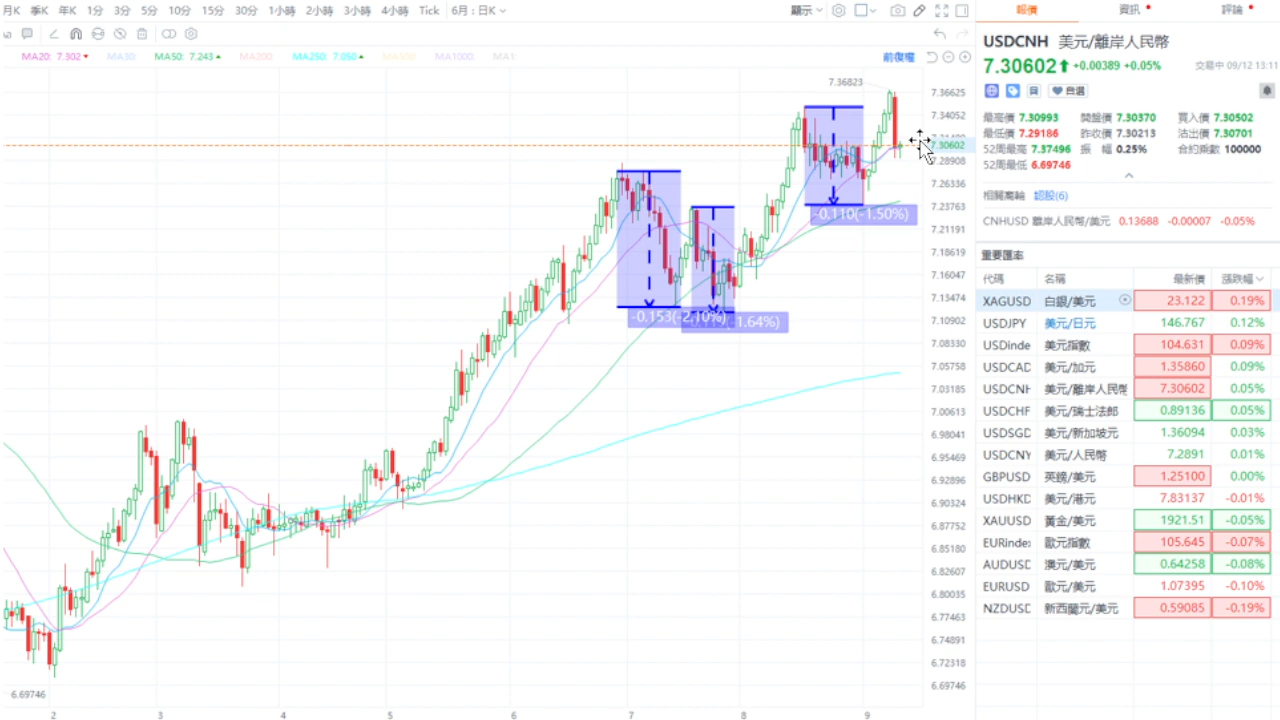 月K 季K 年K 1分 3分 5分 10分 15分 30分 1小時 2小時 3小時 4小時 Tick 6月 : 日K
顯示
MA20: 7.302 MA30: MA50: 7.243 MA200: MA250: 7.050 MA500: MA1000: MA1
前復權
7.36823
7.36625
7.34052
7.30602
7.28908
7.26336
7.23763
7.21191
7.18619
7.16047
7.13474
7.10902
7.08330
7.05758
7.03185
7.00613
6.98041
6.95469
6.92896
6.90324
6.87752
6.85180
6.82607
6.80035
6.77463
6.74891
6.72318
6.69746
-0.110(-1.50%)
-0.153(-2.10%)
1.64%)
6.69746
2 3 4 5 6 7 8 9
報價 資訊 評論
USDCNH 美元/離岸人民幣
7.30602 +0.00389 +0.05% 交易中 09/12 13:11
自選
最高價 7.30993 開盤價 7.30370 買入價 7.30502
最低價 7.29186 昨收價 7.30213 沽出價 7.30701
52周最高 7.37496 振 幅 0.25% 合約乘數 100000
52周最低 6.69746
相關窩輪 認股(6)
CNHUSD 離岸人民幣/美元 0.13688 -0.00007 -0.05%
重要匯率
代碼 名稱 最新價 漲跌幅
XAGUSD 白銀/美元 23.122 0.19%
USDJPY 美元/日元 146.767 0.12%
USDinde 美元指數 104.631 0.09%
USDCAD 美元/加元 1.35860 0.09%
USDCNH 美元/離岸人民幣 7.30602 0.05%
USDCHF 美元/瑞士法郎 0.89136 0.05%
USDSGD 美元/新加坡元 1.36094 0.03%
USDCNY 美元/人民幣 7.2891 0.01%
GBPUSD 英鎊/美元 1.25100 0.00%
USDHKD 美元/港元 7.83137 -0.01%
XAUUSD 黃金/美元 1921.51 -0.05%
EURinde 歐元指數 105.645 -0.07%
AUDUSD 澳元/美元 0.64258 -0.08%
EURUSD 歐元/美元 1.07395 -0.10%
NZDUSD 新西蘭元/美元 0.59085 -0.19%